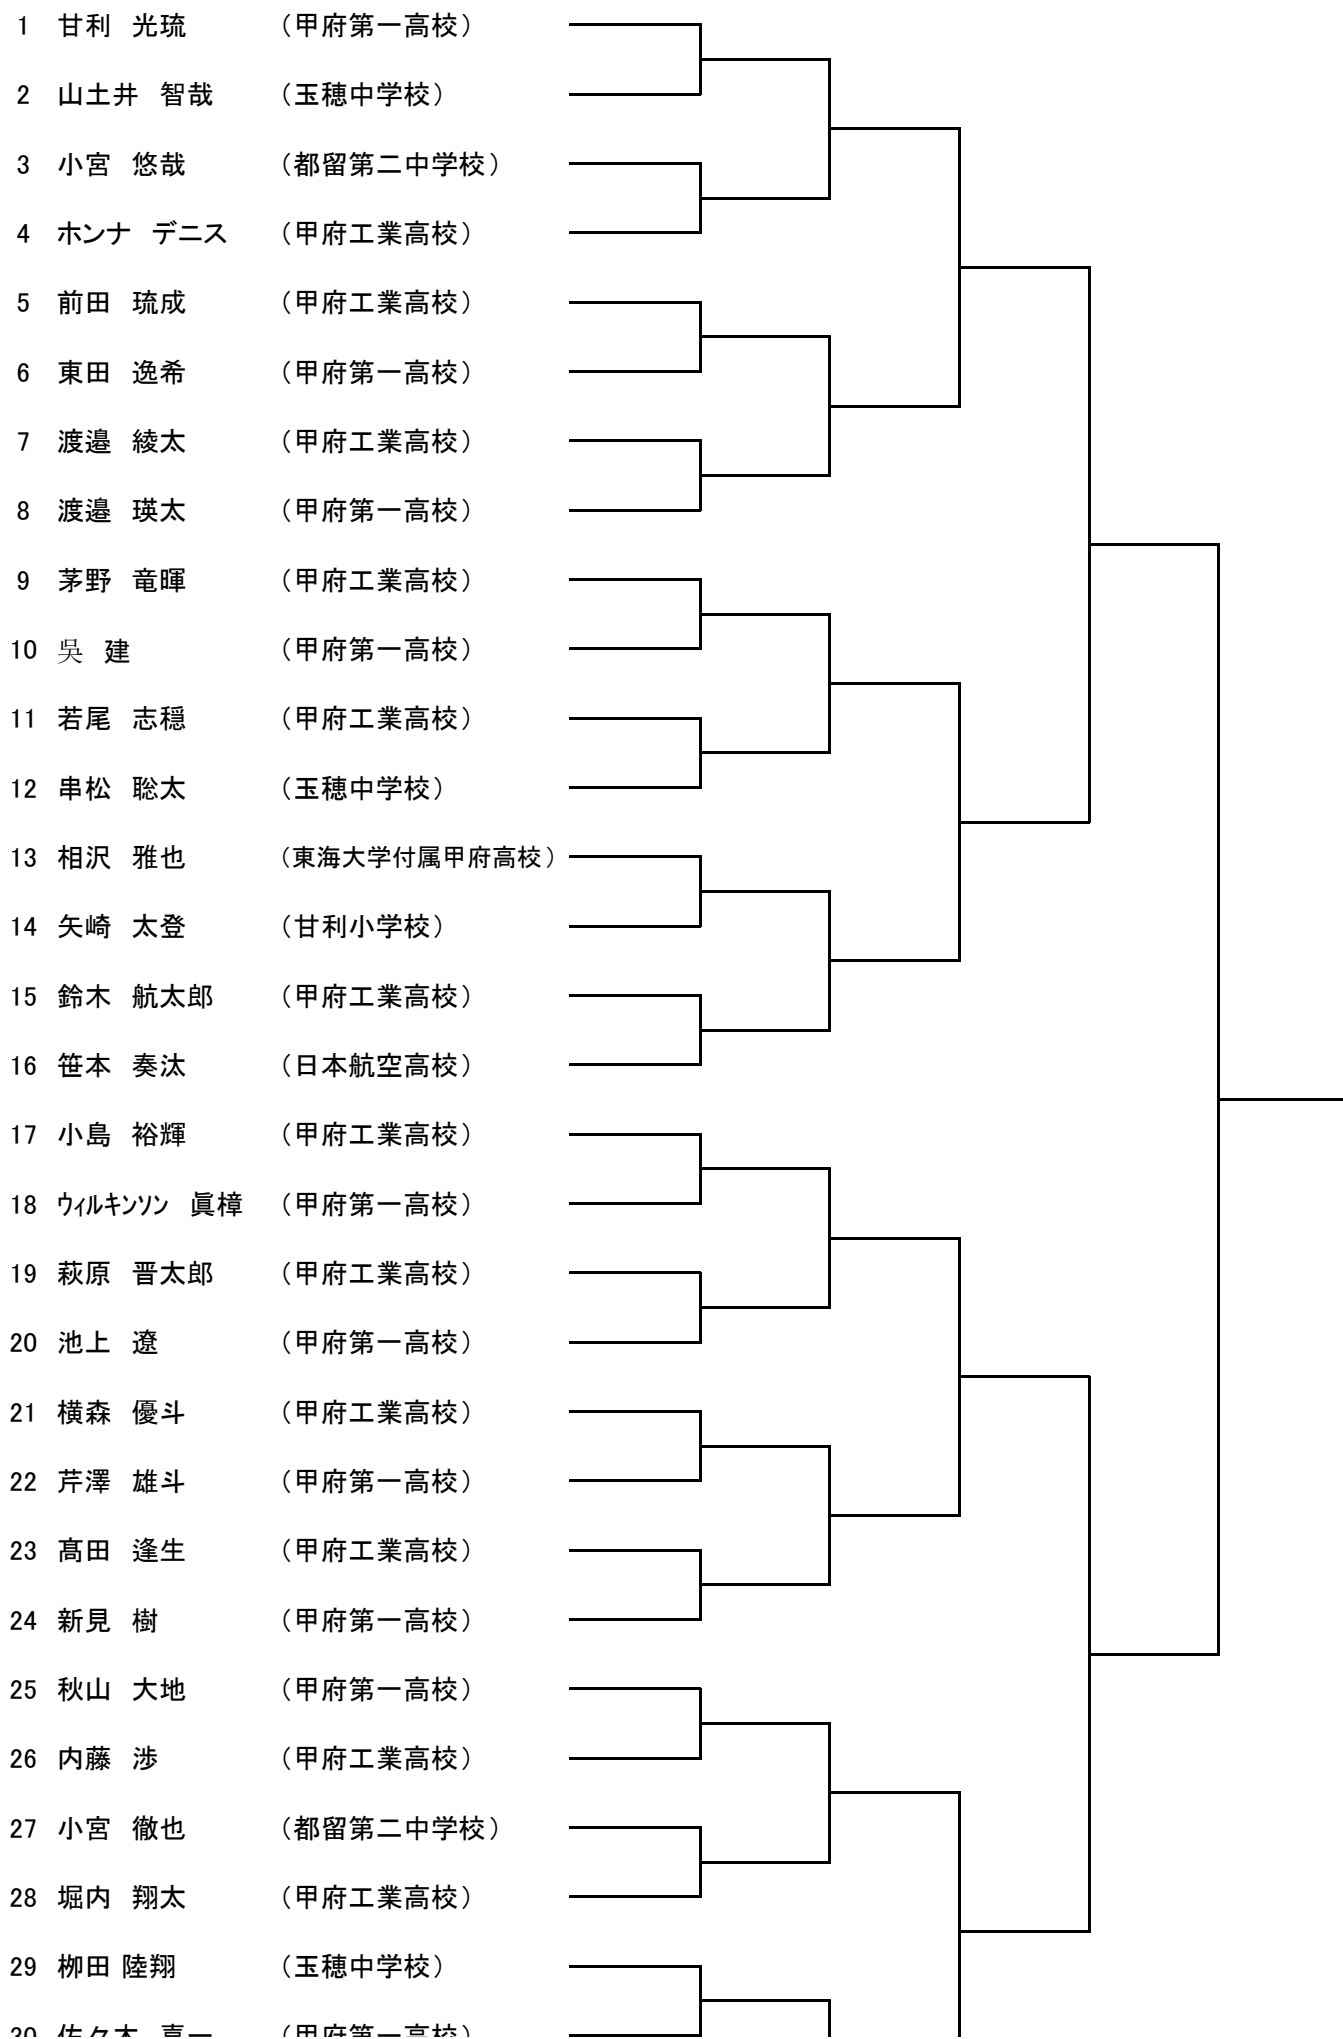 1 甘利 光琉 （甲府第一高校）
2 山土井 智哉 （玉穂中学校）
3 小宮 悠哉 （都留第二中学校）
4 ホンナ デニス （甲府工業高校）
5 前田 琉成 （甲府工業高校）
6 東田 逸希 （甲府第一高校）
7 渡邉 綾太 （甲府工業高校）
8 渡邉 瑛太 （甲府第一高校）
9 茅野 竜暉 （甲府工業高校）
10 吳 建 （甲府第一高校）
11 若尾 志穏 （甲府工業高校）
12 串松 聡太 （玉穂中学校）
13 相沢 雅也 （東海大学付属甲府高校）
14 矢崎 太登 （甘利小学校）
15 鈴木 航太郎 （甲府工業高校）
16 笹本 奏汰 （日本航空高校）
17 小島 裕輝 （甲府工業高校）
18 ウィルキンソン 眞樟 （甲府第一高校）
19 萩原 晋太郎 （甲府工業高校）
20 池上 遼 （甲府第一高校）
21 横森 優斗 （甲府工業高校）
22 芹澤 雄斗 （甲府第一高校）
23 髙田 逢生 （甲府工業高校）
24 新見 樹 （甲府第一高校）
25 秋山 大地 （甲府第一高校）
26 内藤 渉 （甲府工業高校）
27 小宮 徹也 （都留第二中学校）
28 堀内 翔太 （甲府工業高校）
29 栁田 陸翔 （玉穂中学校）
30 佐々木 （甲府第一高校）